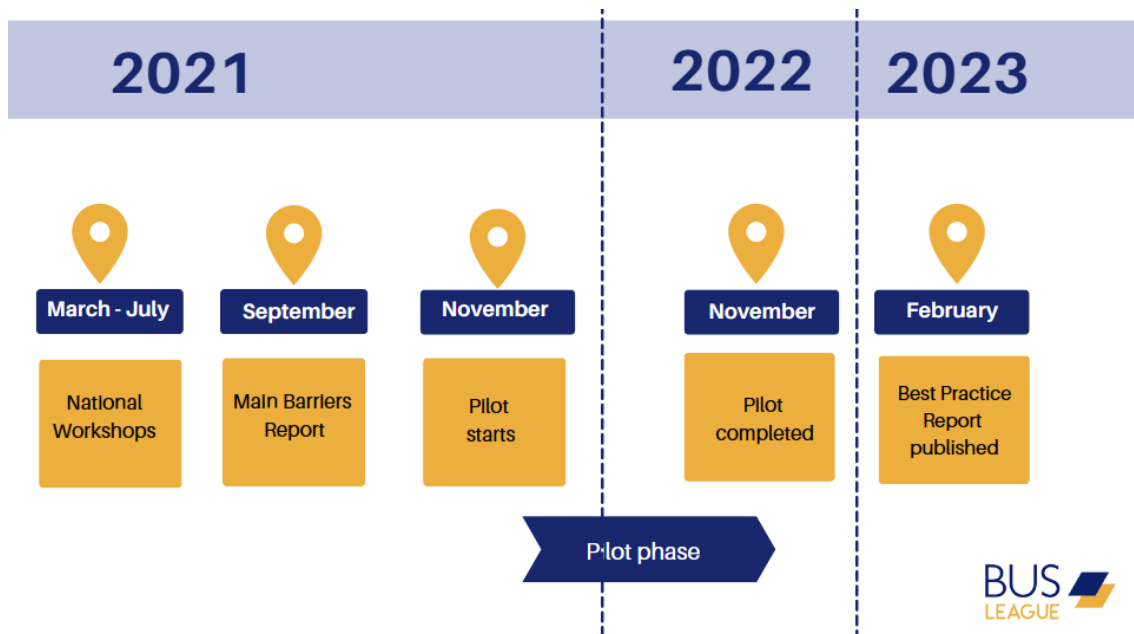 2021
2022
2023
March - July
September
November
November
February
National
Workshops
Main Barriers
Report
Pilot
starts
Pilot
completed
Best Practice
Report
published
Pilot phase
BUS
LEAGUE